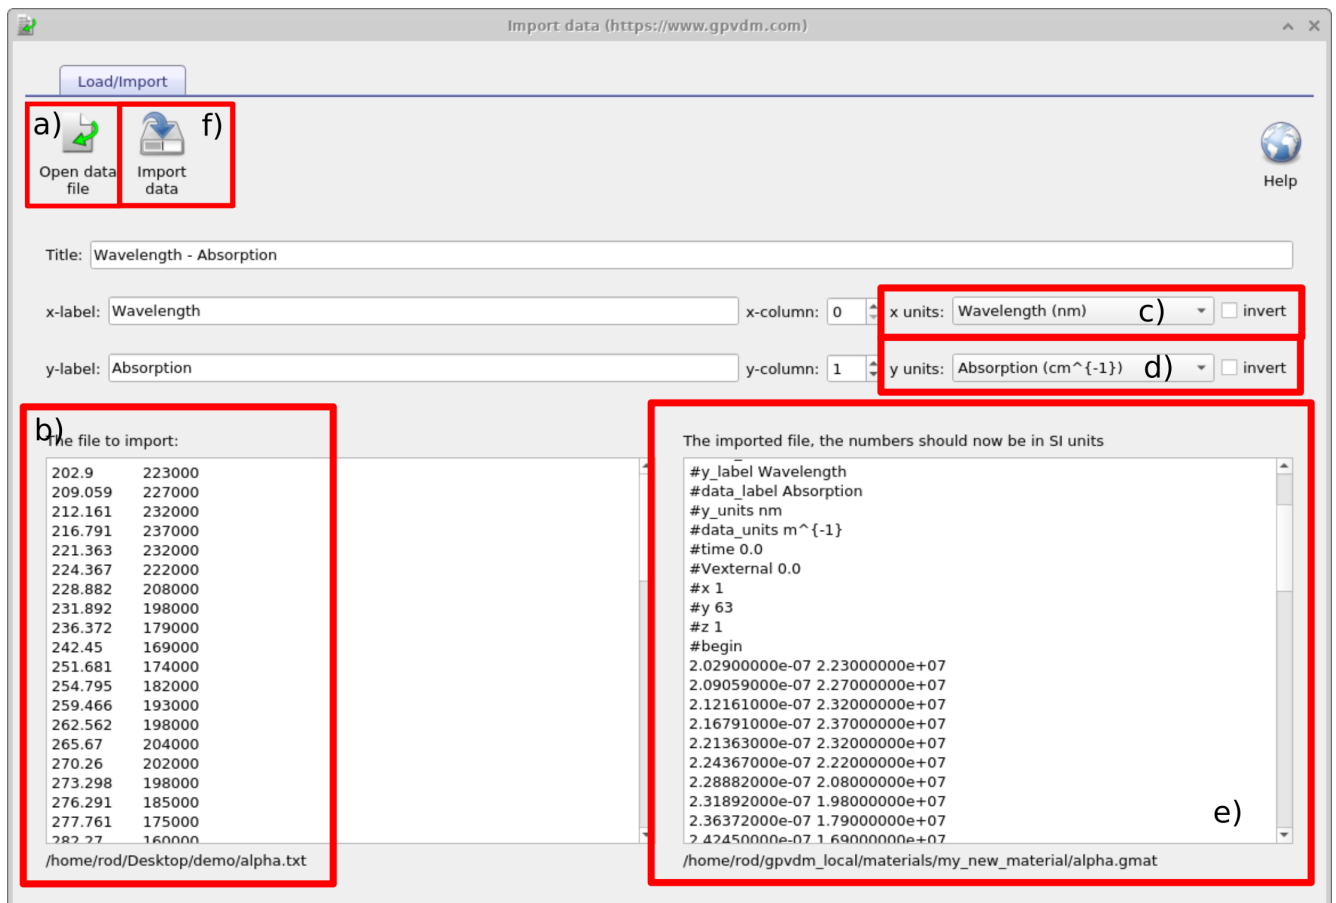 Import data (https://www.gpvdm.com)
Load/Import
a)
f)
Open data
file
Import
data
Help
Title: Wavelength - Absorption
x-label: Wavelength x-column: 0 x units: Wavelength (nm) c) invert
y-label: Absorption y-column: 1 y units: Absorption (cm^{-1}) d) invert
b)
The file to import:
202.9 223000
209.059 227000
212.161 232000
216.791 237000
221.363 232000
224.367 222000
228.882 208000
231.892 198000
236.372 179000
242.45 169000
251.681 174000
254.795 182000
259.466 193000
262.562 198000
265.67 204000
270.26 202000
273.298 198000
276.291 185000
277.761 175000
282.27 160000
/home/rod/Desktop/demo/alpha.txt
The imported file, the numbers should now be in SI units
#y_label Wavelength
#data_label Absorption
#y_units nm
#data_units m^{-1}
#time 0.0
#Vexternal 0.0
#x 1
#y 63
#z 1
#begin
2.02900000e-07 2.23000000e+07
2.09059000e-07 2.27000000e+07
2.12161000e-07 2.32000000e+07
2.16791000e-07 2.37000000e+07
2.21363000e-07 2.32000000e+07
2.24367000e-07 2.22000000e+07
2.28882000e-07 2.08000000e+07
2.31892000e-07 1.98000000e+07
2.36372000e-07 1.79000000e+07
2.42450000e-07 1.69000000e+07
e)
/home/rod/gpvdm_local/materials/my_new_material/alpha.gmat